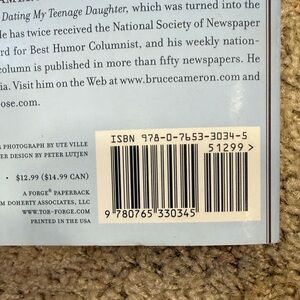 Dating My Teenage Daughter, which was turned into the
le has twice received the National Society of Newspaper
rd for Best Humor Columnist, and his weekly nation-
column is published in more than fifty newspapers. He
ia. Visit him on the Web at www.brucecameron.com and
ose.com.
PHOTOGRAPH BY UTE VILLE
ER DESIGN BY PETER LUTJEN
• $12.99 ($14.99 CAN)
A FORGE® PAPERBACK
M DOHERTY ASSOCIATES, LLC
WWW.TOR-FORGE.COM
PRINTED IN THE USA
ISBN 978-0-7653-3034-5
51299>
9 780765 330345